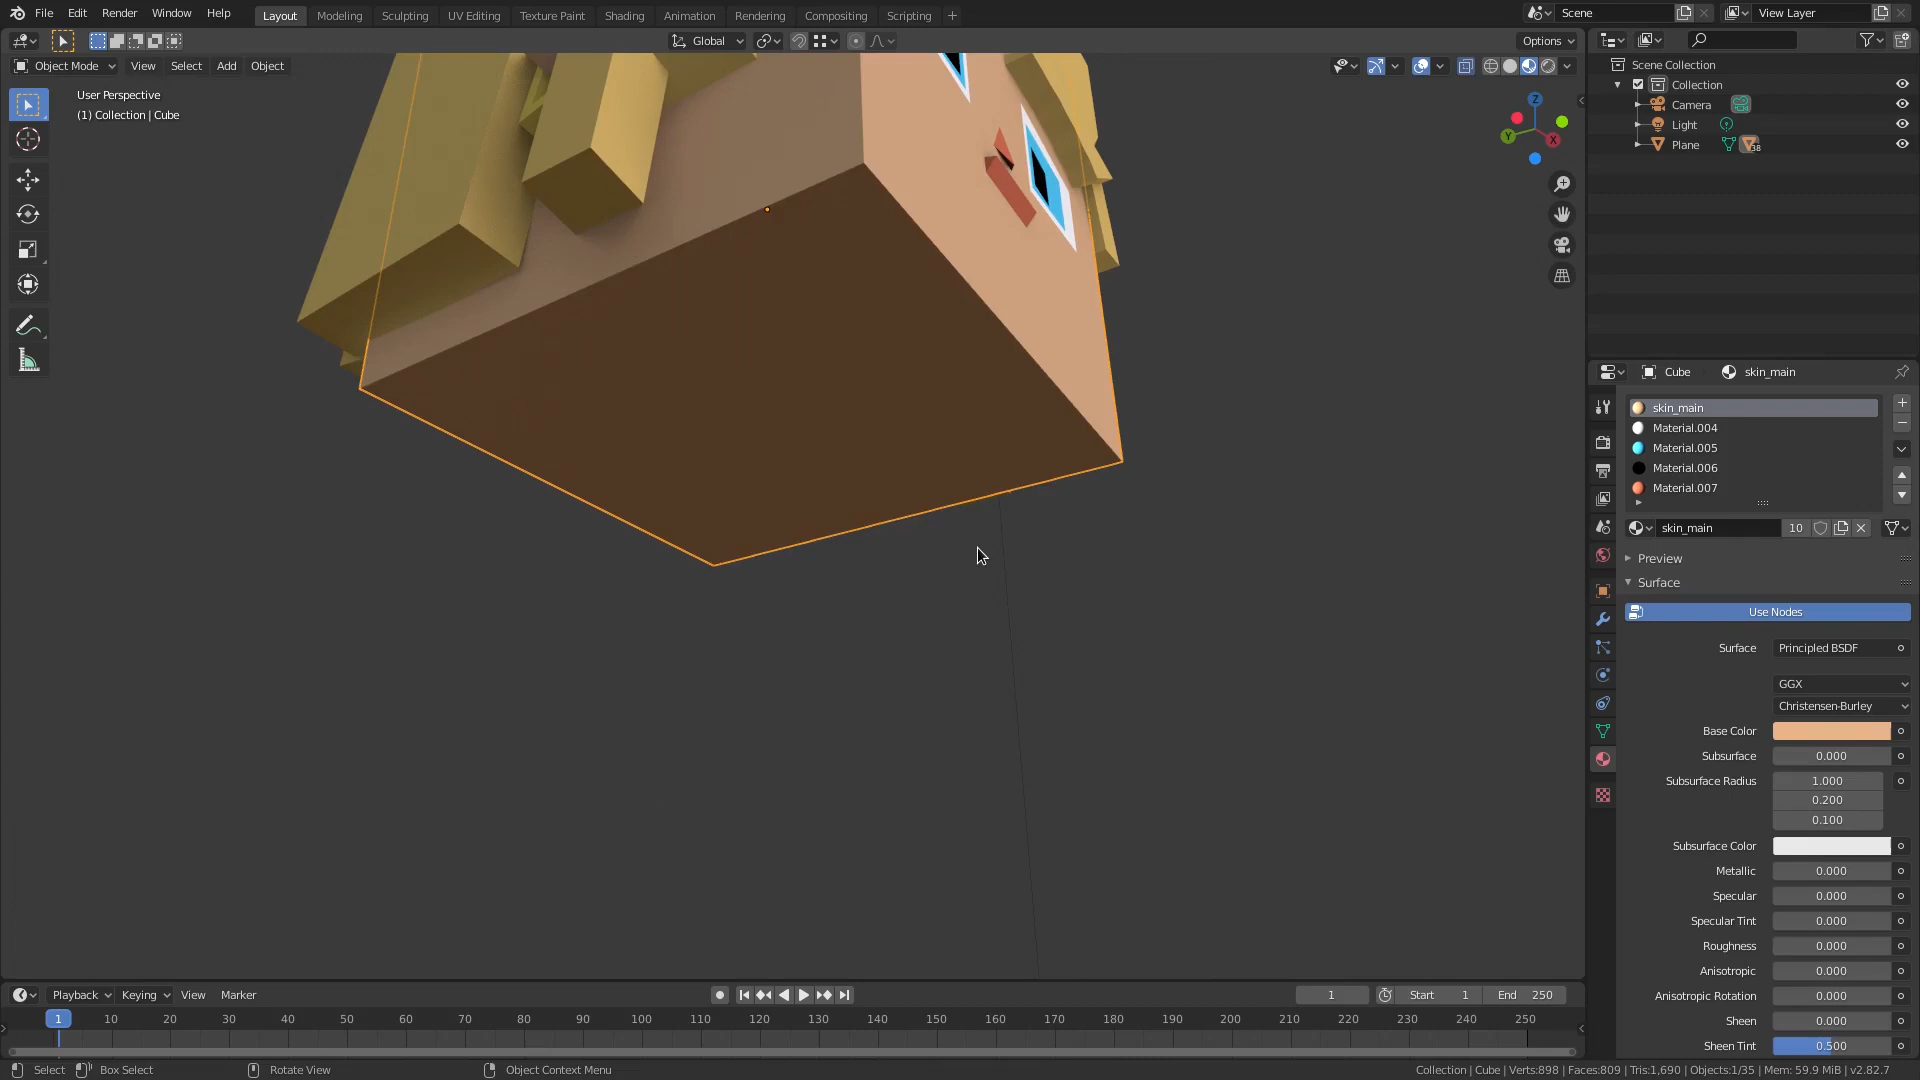 File Edit Render Window Help Layout Modeling Sculpting UV Editing Texture Paint Shading Animation Rendering Compositing Scripting + Scene View Layer
Global Options
Object Mode View Select Add Object
User Perspective
(1) Collection | Cube
Z
Y
X
Scene Collection
Collection
Camera
Light
Plane 38
Cube skin_main
skin_main
Material.004
Material.005
Material.006
Material.007
skin_main 10
Preview
Surface
Use Nodes
Surface Principled BSDF
GGX
Christensen-Burley
Base Color
Subsurface 0.000
Subsurface Radius 1.000
0.200
0.100
Subsurface Color
Metallic 0.000
Specular 0.000
Specular Tint 0.000
Roughness 0.000
Anisotropic 0.000
Anisotropic Rotation 0.000
Sheen 0.000
Sheen Tint 0.500
Playback Keying View Marker 1 Start 1 End 250
1 10 20 30 40 50 60 70 80 90 100 110 120 130 140 150 160 170 180 190 200 210 220 230 240 250
Select Box Select Rotate View Object Context Menu Collection | Cube | Verts:898 | Faces:809 | Tris:1,690 | Objects:1/35 | Mem: 59.9 MiB | v2.82.7